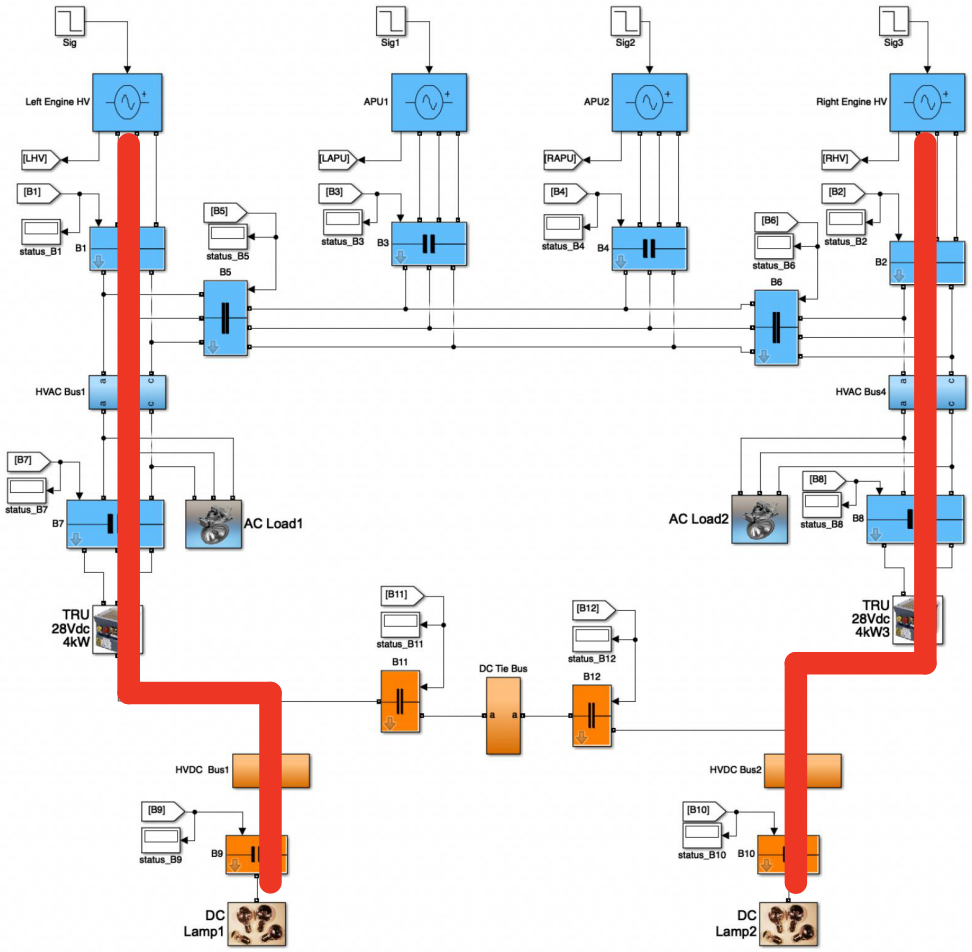 Sig
Sig1
Sig2
Sig3
Left Engine HV
APU1
APU2
Right Engine HV
[LHV]
[LAPU]
[RAPU]
[RHV]
[B1]
[B3]
[B4]
[B2]
[B5]
[B6]
status_B1
B1
status_B5
status_B3
B3
status_B4
B4
status_B6
status_B2
B2
B5
B6
HVAC Bus1
a
c
a
c
HVAC Bus4
a
c
a
c
[B7]
status_B7
B7
AC Load1
AC Load2
[B8]
status_B8
B8
TRU
28Vdc
4kW
TRU
28Vdc
4kW3
[B11]
status_B11
B11
[B12]
status_B12
B12
DC Tie Bus
a
a
HVDC Bus1
HVDC Bus2
[B9]
status_B9
B9
[B10]
status_B10
B10
DC
Lamp1
DC
Lamp2